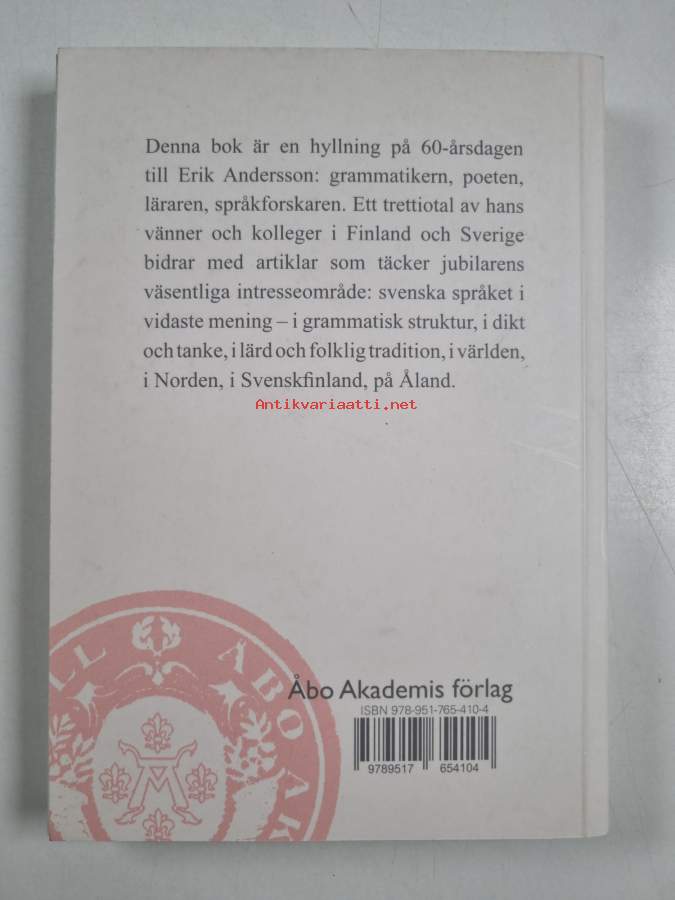 Denna bok är en hyllning på 60-årsdagen
till Erik Andersson: grammatikern, poeten,
läraren, språkforskaren. Ett trettiotal av hans
vänner och kolleger i Finland och Sverige
bidrar med artiklar som täcker jubilarens
väsentliga intresseområde: svenska språket i
vidaste mening – i grammatisk struktur, i dikt
och tanke, i lärd och folklig tradition, i världen,
i Norden, i Svenskfinland, på Åland.
Antikvariaatti.net
LL ÅBO AK
Åbo Akademis förlag
ISBN 978-951-765-410-4
9789517 654104